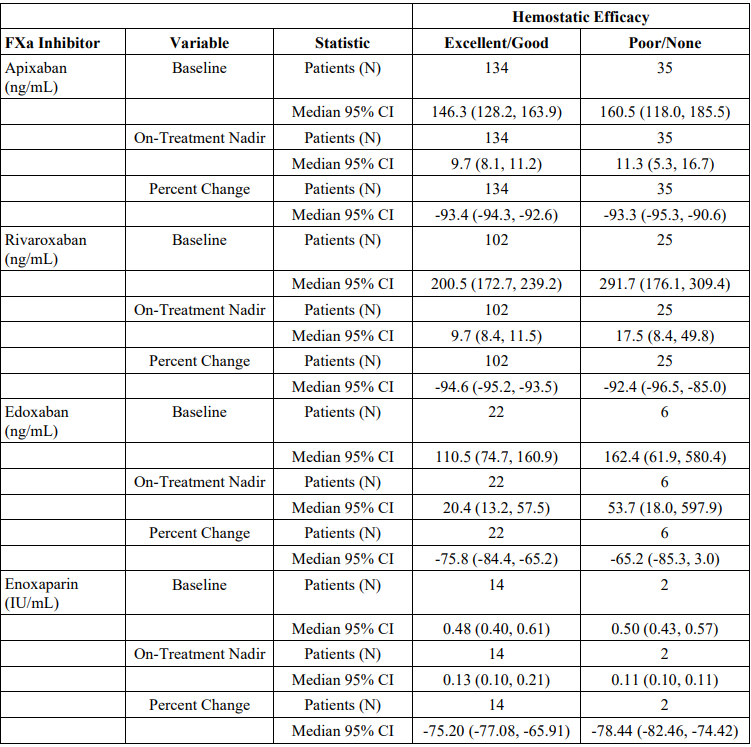 Hemostatic Efficacy
FXa Inhibitor Variable Statistic Excellent/Good Poor/None
Apixaban Baseline Patients (N) 134 35
(ng/mL)
Median 95% CI 146.3 (128.2, 163.9) 160.5 (118.0, 185.5)
On-Treatment Nadir Patients (N) 134 35
Median 95% CI 9.7 (8.1, 11.2) 11.3 (5.3, 16.7)
Percent Change Patients (N) 134 35
Median 95% CI -93.4 (-94.3, -92.6) -93.3 (-95.3, -90.6)
Rivaroxaban Baseline Patients (N) 102 25
(ng/mL)
Median 95% CI 200.5 (172.7, 239.2) 291.7 (176.1, 309.4)
On-Treatment Nadir Patients (N) 102 25
Median 95% CI 9.7 (8.4, 11.5) 17.5 (8.4, 49.8)
Percent Change Patients (N) 102 25
Median 95% CI -94.6 (-95.2, -93.5) -92.4 (-96.5, -85.0)
Edoxaban Baseline Patients (N) 22 6
(ng/mL)
Median 95% CI 110.5 (74.7, 160.9) 162.4 (61.9, 580.4)
On-Treatment Nadir Patients (N) 22 6
Median 95% CI 20.4 (13.2, 57.5) 53.7 (18.0, 597.9)
Percent Change Patients (N) 22 6
Median 95% CI -75.8 (-84.4, -65.2) -65.2 (-85.3, 3.0)
Enoxaparin Baseline Patients (N) 14 2
(IU/mL)
Median 95% CI 0.48 (0.40, 0.61) 0.50 (0.43, 0.57)
On-Treatment Nadir Patients (N) 14 2
Median 95% CI 0.13 (0.10, 0.21) 0.11 (0.10, 0.11)
Percent Change Patients (N) 14 2
Median 95% CI -75.20 (-77.08, -65.91) -78.44 (-82.46, -74.42)